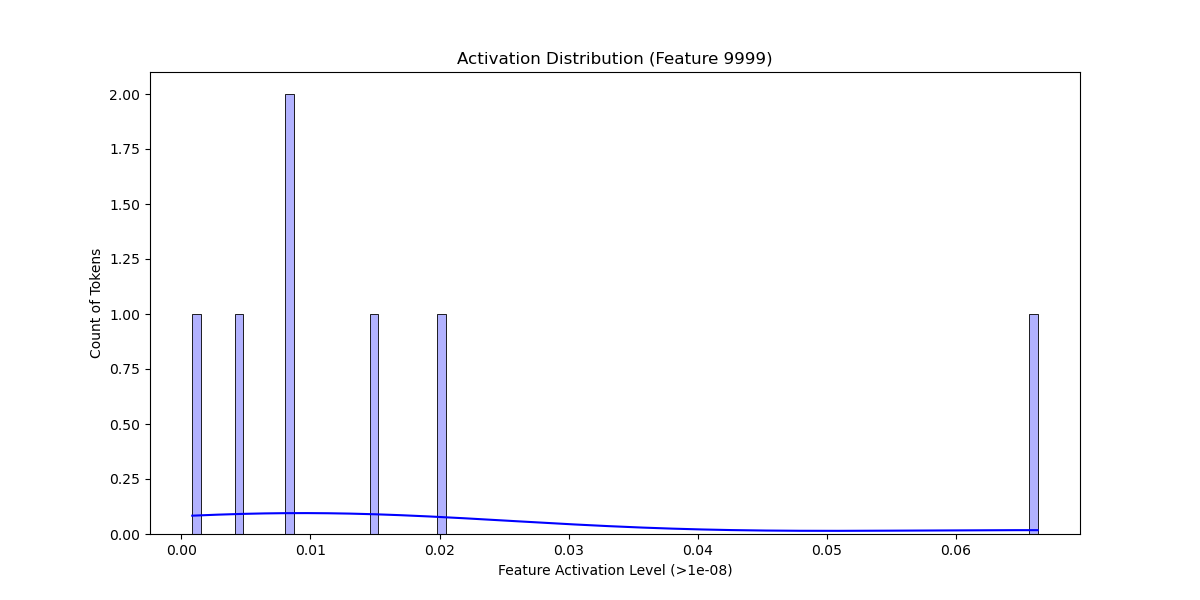 Activation Distribution (Feature 9999)
Count of Tokens
2.00
1.75
1.50
1.25
1.00
0.75
0.50
0.25
0.00
0.00 0.01 0.02 0.03 0.04 0.05 0.06
Feature Activation Level (>1e-08)